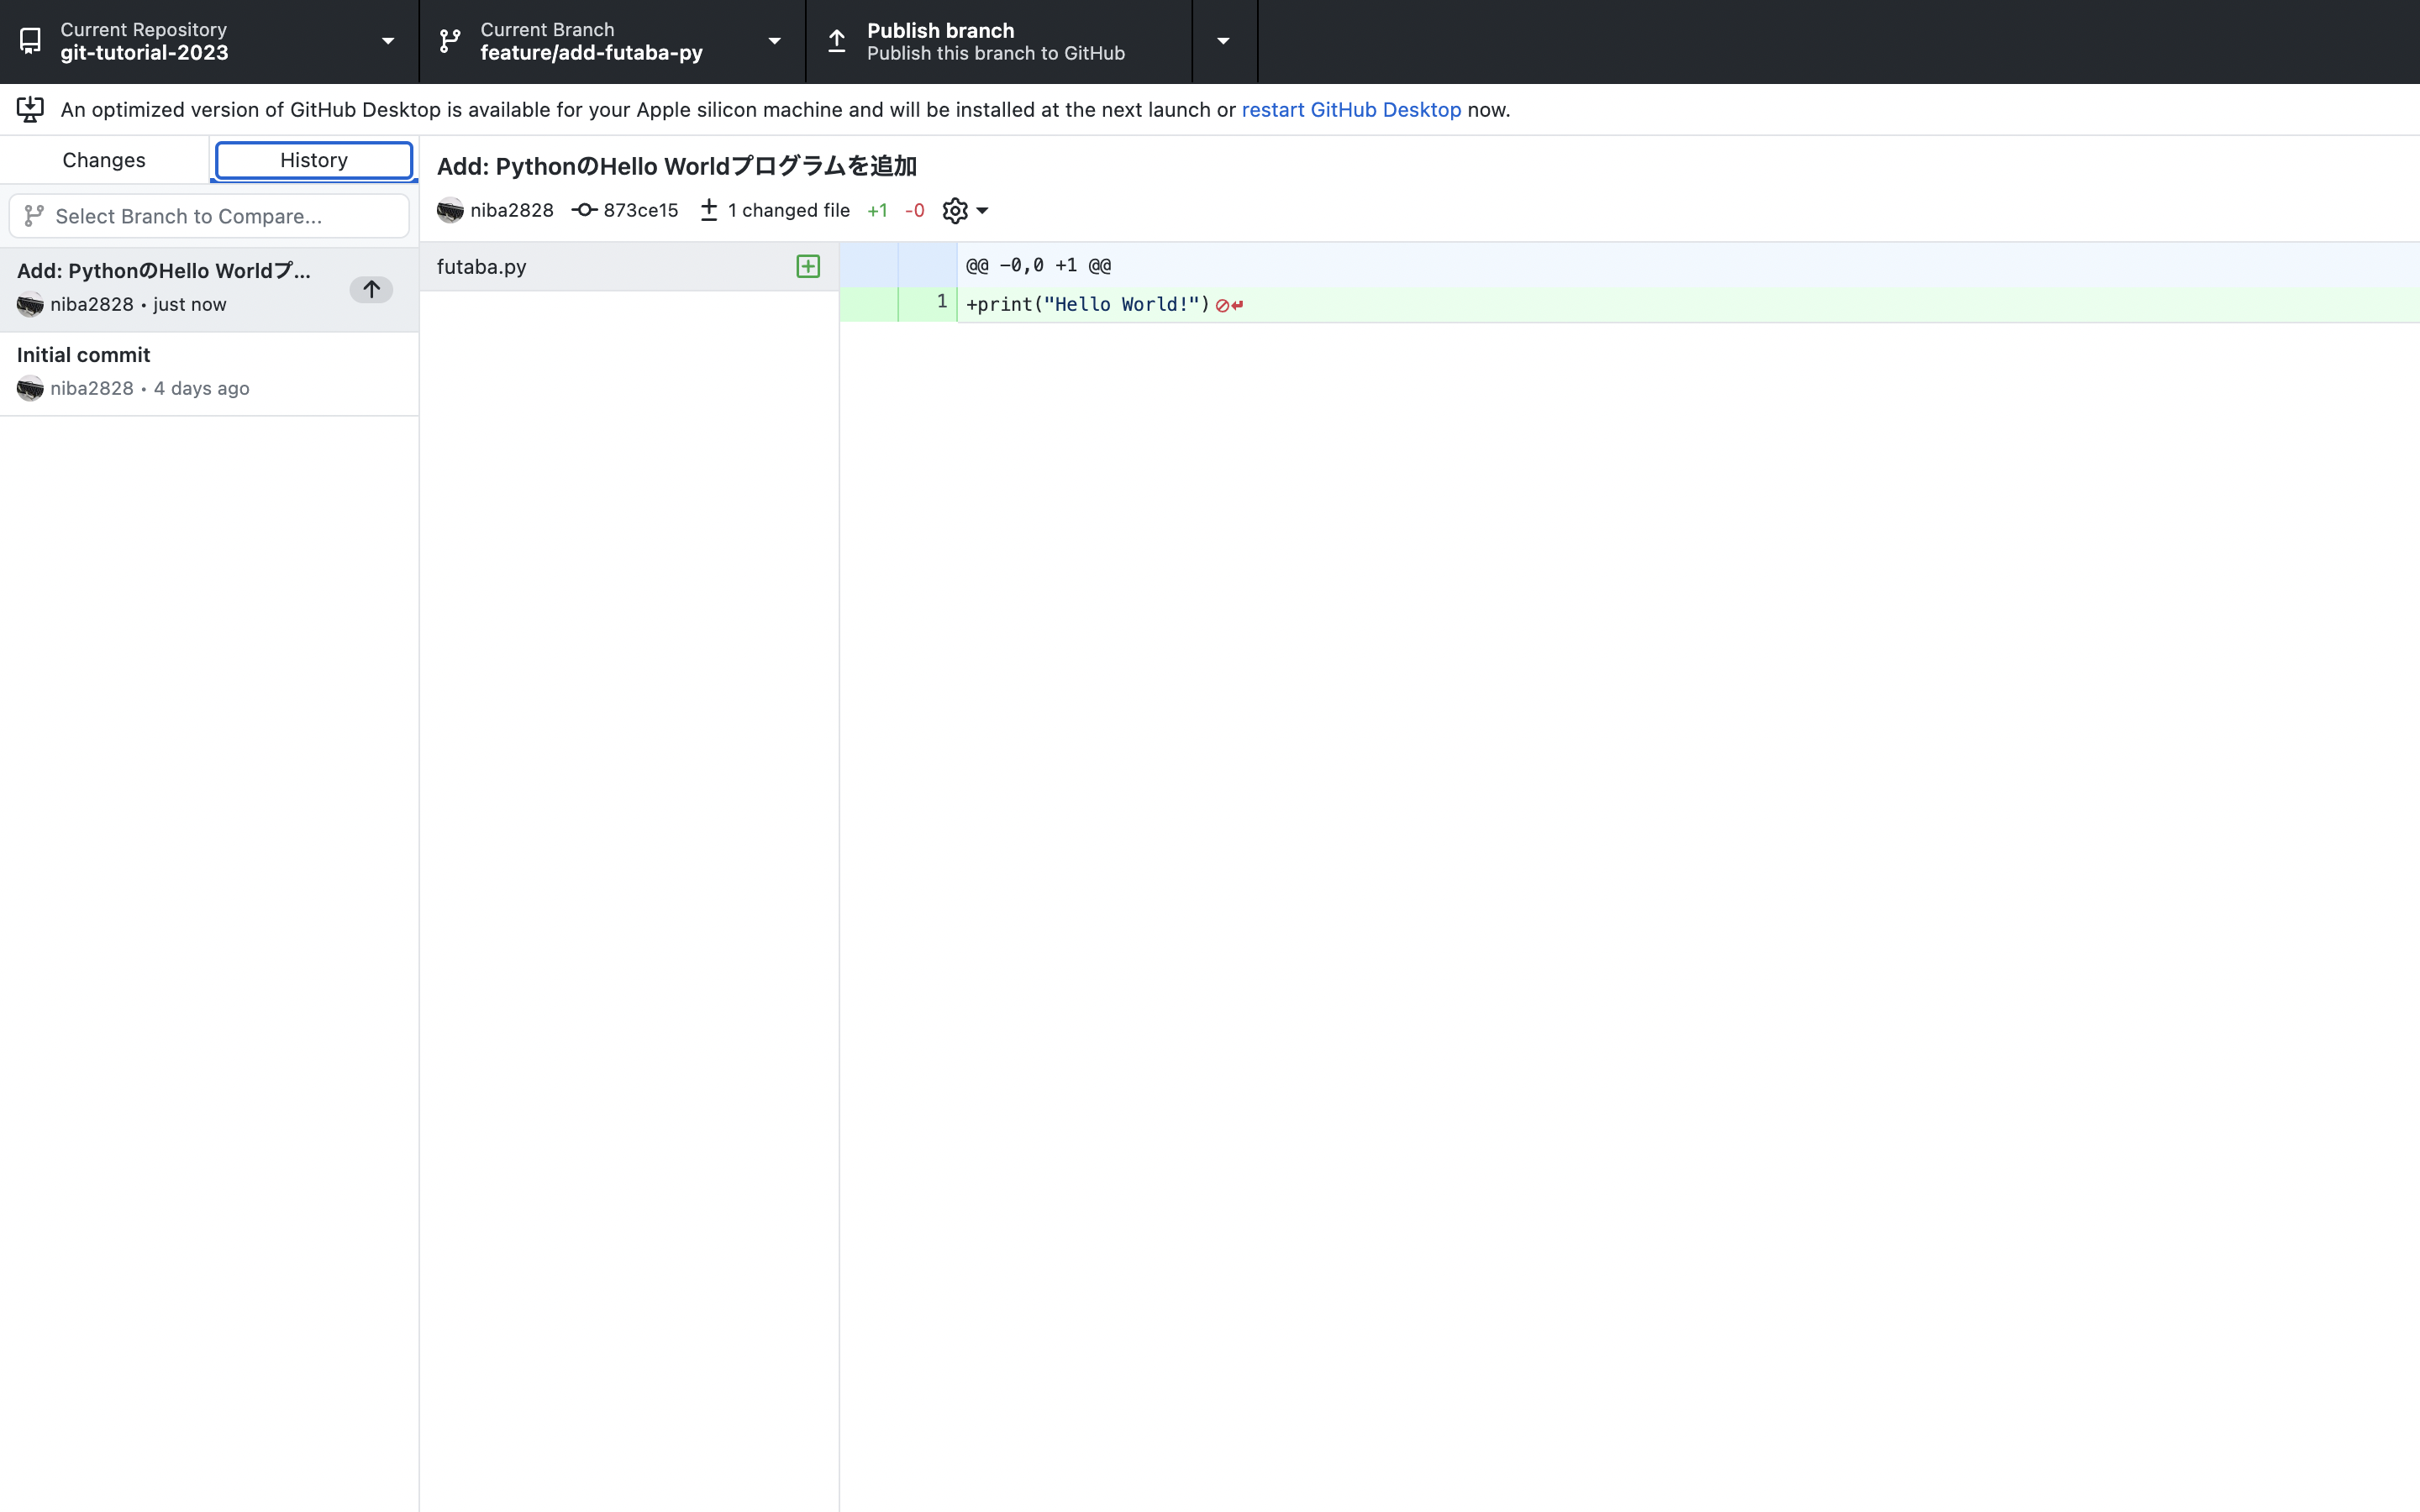 Current Repository
git-tutorial-2023
Current Branch
feature/add-futaba-py
Publish branch
Publish this branch to GitHub
An optimized version of GitHub Desktop is available for your Apple silicon machine and will be installed at the next launch or restart GitHub Desktop now.
Changes
History
Select Branch to Compare...
Add: PythonのHello Worldプ...
niba2828 • just now
Initial commit
niba2828 • 4 days ago
Add: PythonのHello Worldプログラムを追加
niba2828 873ce15 1 changed file +1 -0
futaba.py
@@ -0,0 +1 @@
1 +print("Hello World!")